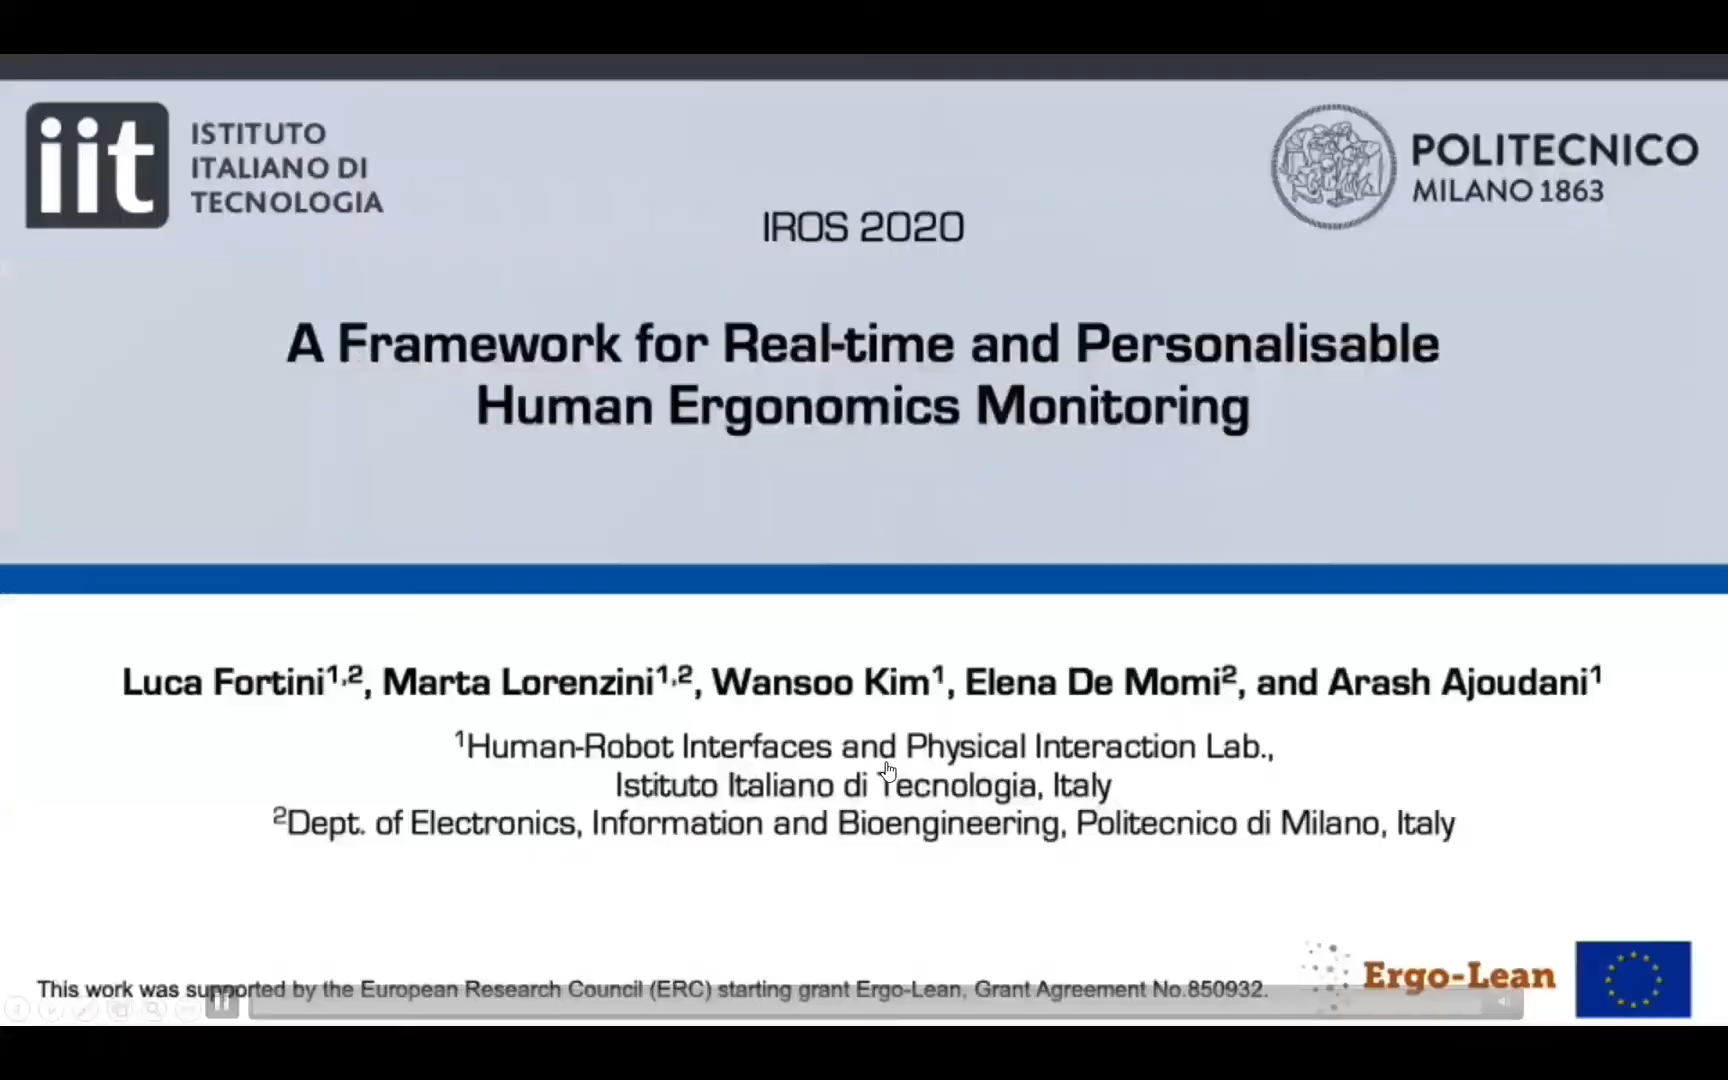 iit
ISTITUTO
ITALIANO DI
TECNOLOGIA
POLITECNICO
MILANO 1863
IROS 2020
A Framework for Real-time and Personalisable
Human Ergonomics Monitoring
Luca Fortini¹,², Marta Lorenzini¹,², Wansoo Kim¹, Elena De Momi², and Arash Ajoudani¹
¹Human-Robot Interfaces and Physical Interaction Lab.,
Istituto Italiano di Tecnologia, Italy
²Dept. of Electronics, Information and Bioengineering, Politecnico di Milano, Italy
This work was supported by the European Research Council (ERC) starting grant Ergo-Lean, Grant Agreement No.850932.
Ergo-Lean